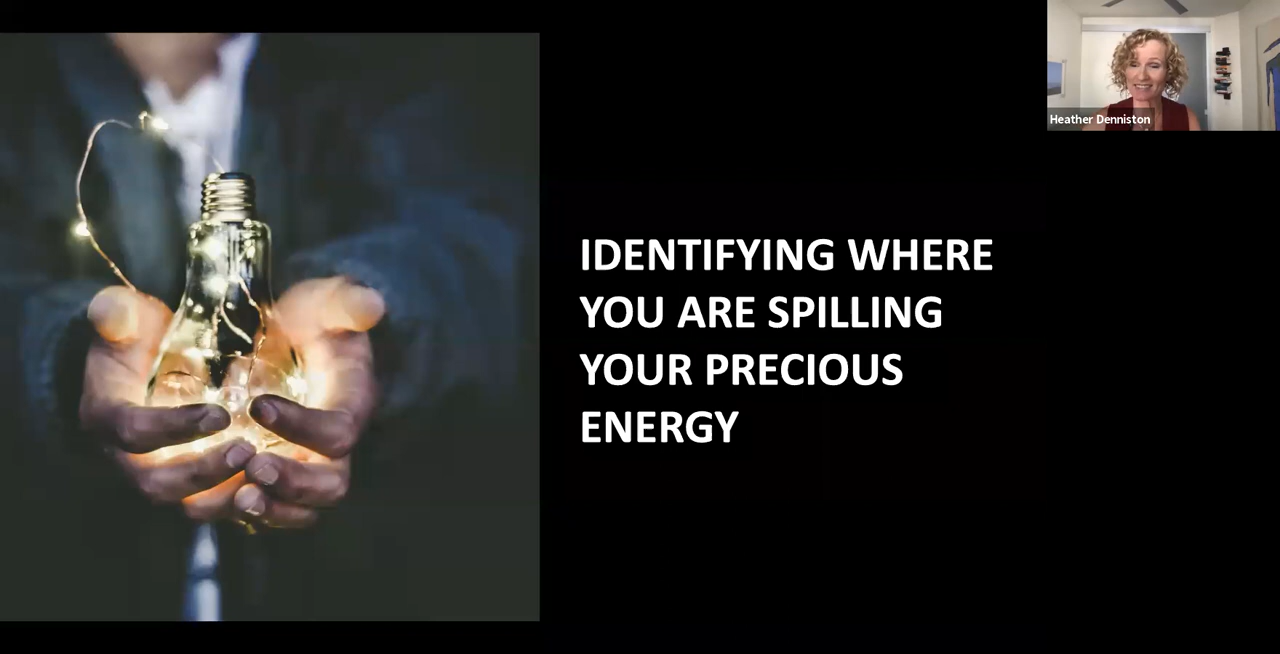 Heather Denniston
IDENTIFYING WHERE
YOU ARE SPILLING
YOUR PRECIOUS
ENERGY